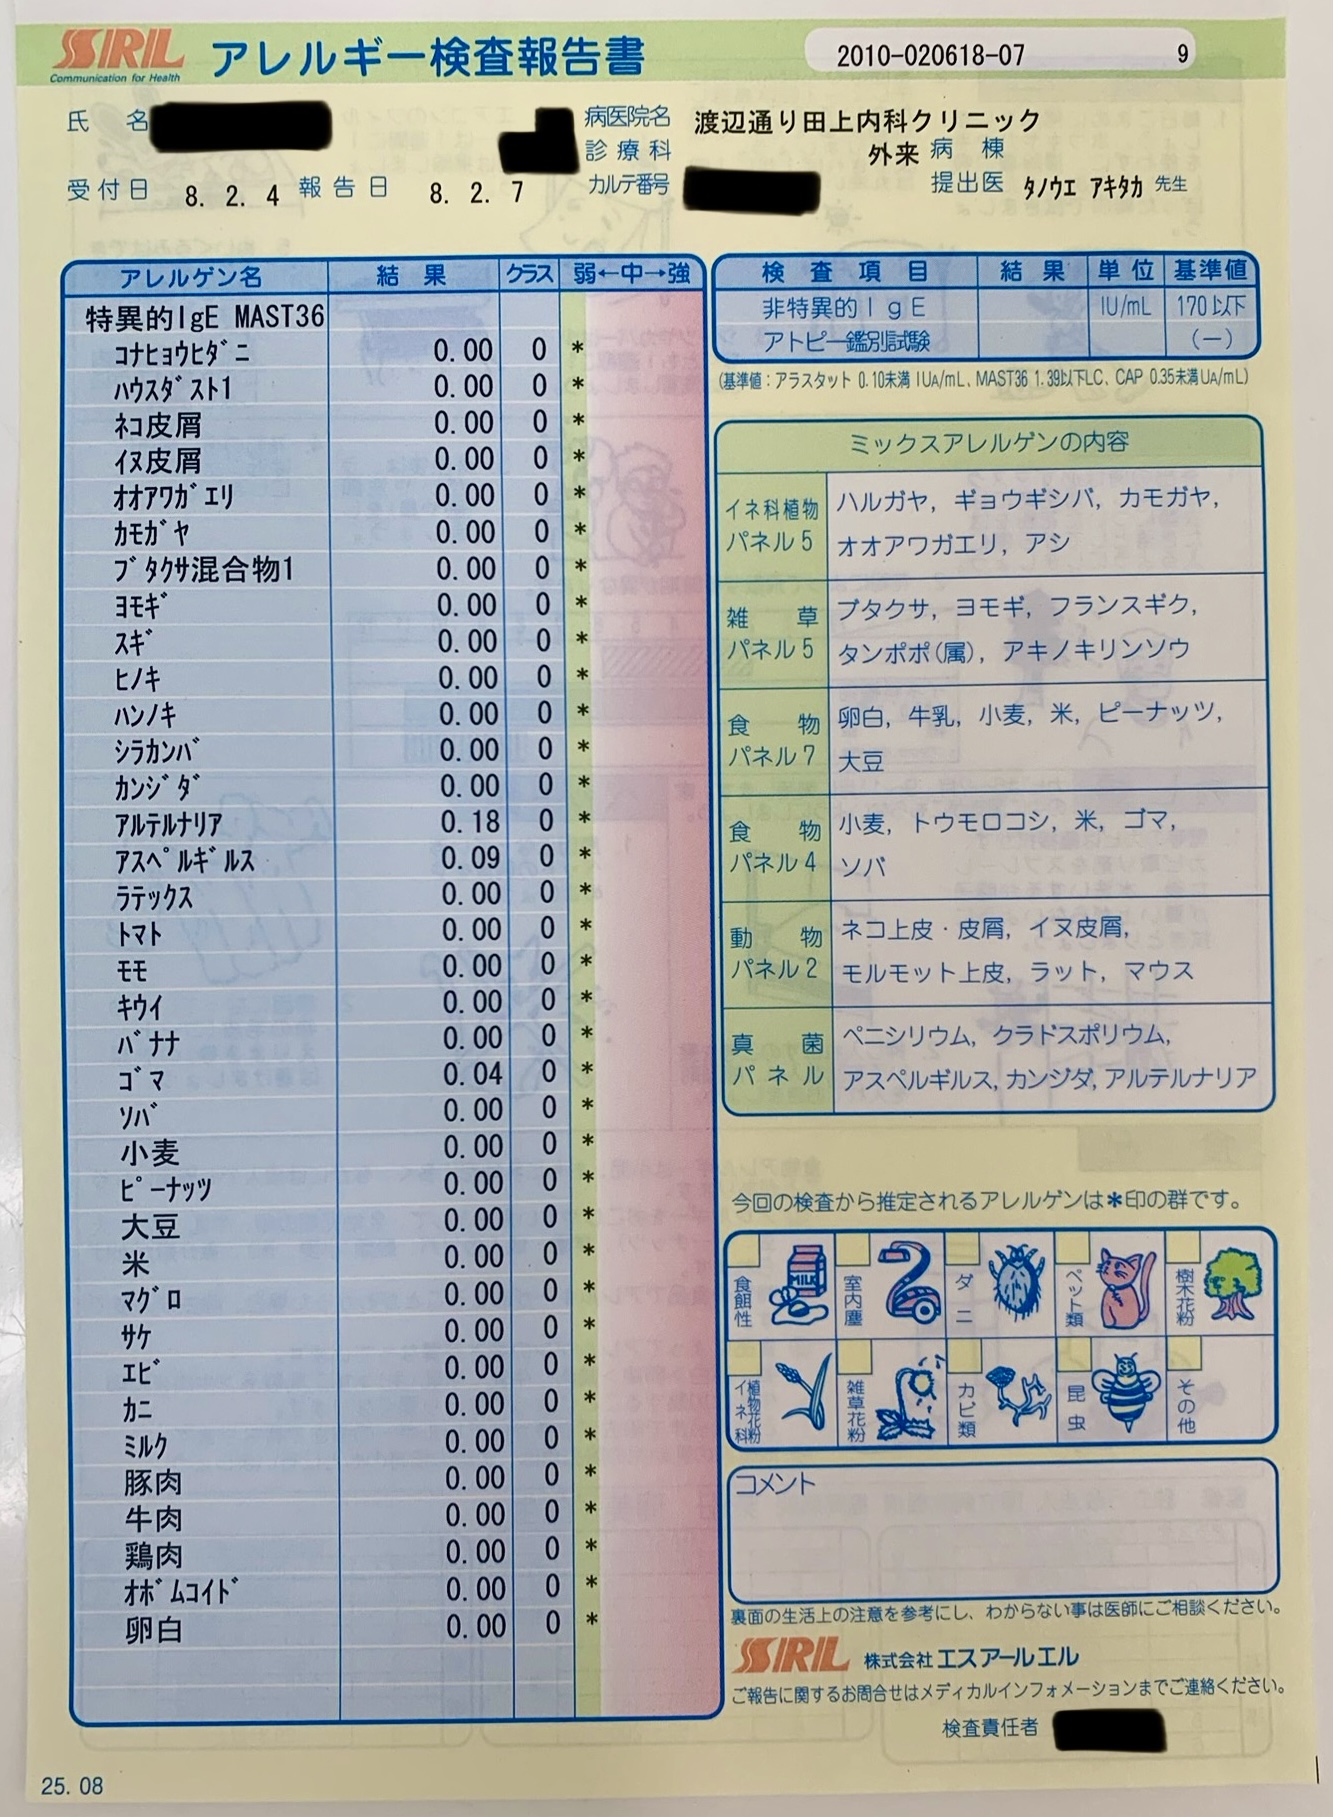 SRL
Communication for Health
アレルギー検査報告書
2010-020618-07 9
氏 名
病医院名 渡辺通り田上内科クリニック
診療科 外来 病棟
受付日 8. 2. 4 報告日 8. 2. 7
カルテ番号 提出医 ﾀﾉｳｴ ｱｷﾀｶ 先生
アレルゲン名 結果 クラス 弱←中→強
特異的IgE MAST36
ｺﾅﾋｮｳﾋﾀﾞﾆ 0.00 0 *
ﾊｳｽﾀﾞｽﾄ1 0.00 0 *
ﾈｺ皮屑 0.00 0 *
ｲﾇ皮屑 0.00 0 *
ｵｵｱﾜｶﾞｴﾘ 0.00 0 *
ｶﾓｶﾞﾔ 0.00 0 *
ﾌﾞﾀｸｻ混合物1 0.00 0 *
ﾖﾓｷﾞ 0.00 0 *
ｽｷﾞ 0.00 0 *
ﾋﾉｷ 0.00 0 *
ﾊﾝﾉｷ 0.00 0 *
ｼﾗｶﾝﾊﾞ 0.00 0 *
ｶﾝｼﾞﾀﾞ 0.00 0 *
ｱﾙﾃﾙﾅﾘｱ 0.18 0 *
ｱｽﾍﾟﾙｷﾞﾙｽ 0.09 0 *
ﾗﾃｯｸｽ 0.00 0 *
ﾄﾏﾄ 0.00 0 *
ﾓﾓ 0.00 0 *
ｷｳｲ 0.00 0 *
ﾊﾞﾅﾅ 0.00 0 *
ｺﾞﾏ 0.04 0 *
ｿﾊﾞ 0.00 0 *
小麦 0.00 0 *
ﾋﾟｰﾅｯﾂ 0.00 0 *
大豆 0.00 0 *
米 0.00 0 *
ﾏｸﾞﾛ 0.00 0 *
ｻｹ 0.00 0 *
ｴﾋﾞ 0.00 0 *
ｶﾆ 0.00 0 *
ﾐﾙｸ 0.00 0 *
豚肉 0.00 0 *
牛肉 0.00 0 *
鶏肉 0.00 0 *
ｵﾎﾞﾑｺｲﾄﾞ 0.00 0 *
卵白 0.00 0 *
検査項目 結果 単位 基準値
非特異的IgE IU/mL 170以下
アトピー鑑別試験 (−)
(基準値：アラスタット 0.10未満 IUA/mL、MAST36 1.39以下LC、CAP 0.35未満UA/mL)
ミックスアレルゲンの内容
イネ科植物パネル5 ハルガヤ, ギョウギシバ, カモガヤ,
オオアワガエリ, アシ
雑草パネル5 ブタクサ, ヨモギ, フランスギク,
タンポポ(属), アキノキリンソウ
食物パネル7 卵白, 牛乳, 小麦, 米, ピーナッツ,
大豆
食物パネル4 小麦, トウモロコシ, 米, ゴマ,
ソバ
動物パネル2 ネコ上皮・皮屑, イヌ皮屑,
モルモット上皮, ラット, マウス
真菌パネル ペニシリウム, クラドスポリウム,
アスペルギルス, カンジダ, アルテルナリア
今回の検査から推定されるアレルゲンは*印の群です。
食餌性 室内塵 ダニ ペット類 樹木花粉
イネ科植物花粉 雑草花粉 カビ類 昆虫 その他
コメント
裏面の生活上の注意を参考にし、わからない事は医師にご相談ください。
SRL 株式会社エスアールエル
ご報告に関するお問合せはメディカルインフォメーションまでご連絡ください。
検査責任者
25. 08